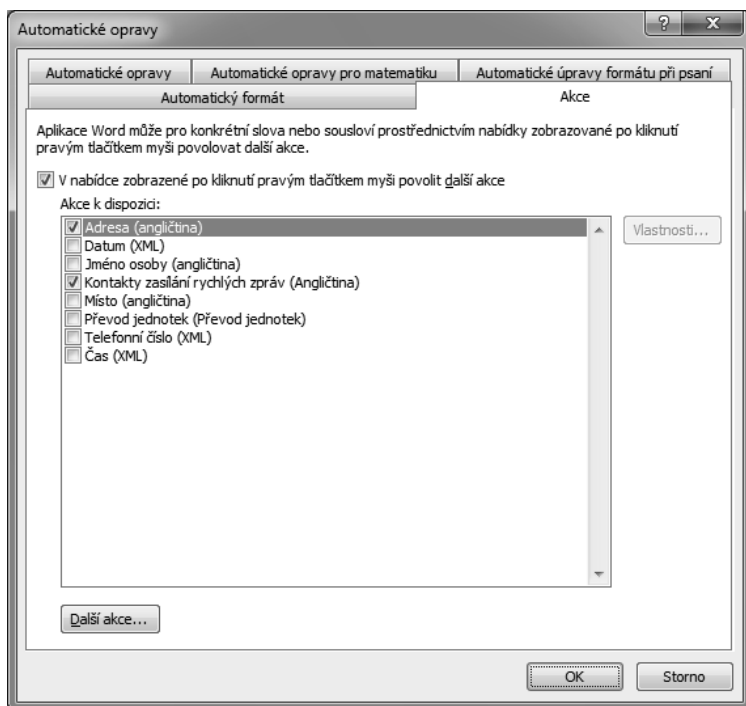 Automatické opravy
Automatické opravy
Automatické opravy pro matematiku
Automatické úpravy formátu při psaní
Automatický formát
Akce
Aplikace Word může pro konkrétní slova nebo sousloví prostřednictvím nabídky zobrazované po kliknutí
pravým tlačítkem myši povolovat další akce.
V nabídce zobrazené po kliknutí pravým tlačítkem myši povolit další akce
Akce k dispozici:
Adresa (angličtina)
Vlastnosti...
Datum (XML)
Jméno osoby (angličtina)
Kontakty zasílání rychlých zpráv (Angličtina)
Místo (angličtina)
Převod jednotek (Převod jednotek)
Telefonní číslo (XML)
Čas (XML)
Další akce...
OK
Storno